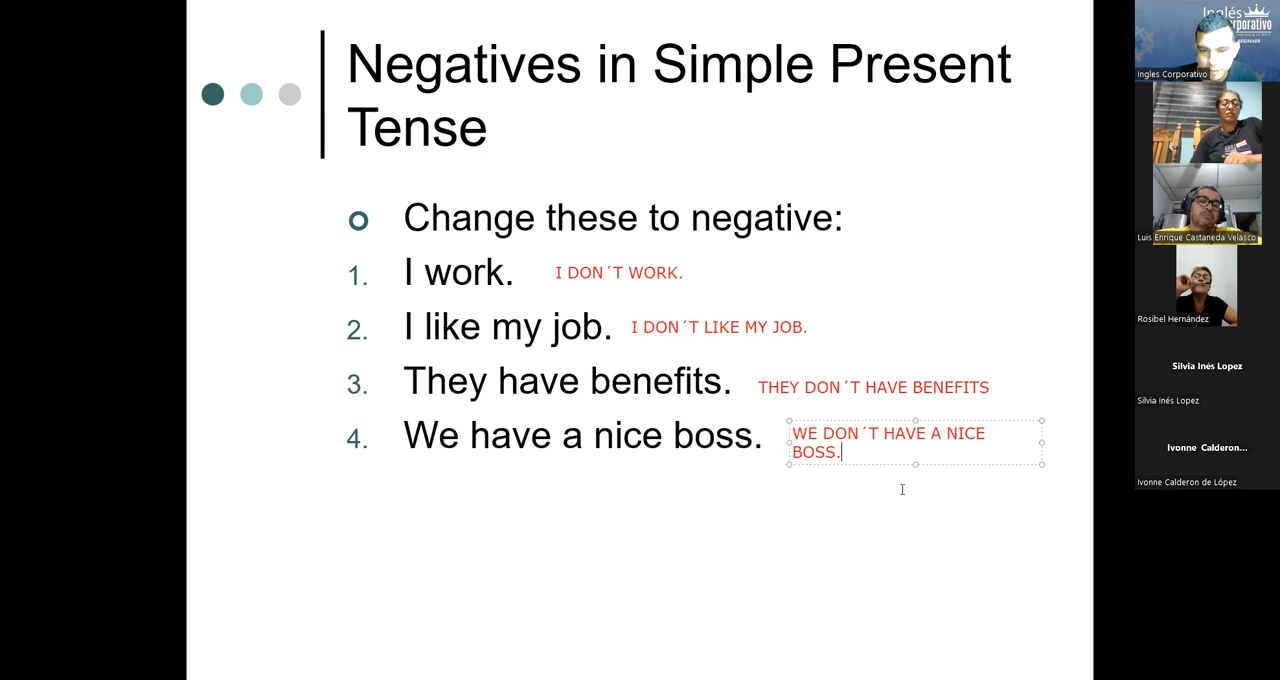 Negatives in Simple Present
Tense
Change these to negative:
1. I work. I DON´T WORK.
2. I like my job. I DON´T LIKE MY JOB.
3. They have benefits. THEY DON´T HAVE BENEFITS
4. We have a nice boss. WE DON´T HAVE A NICE
BOSS.
Inglés
Ingles Corporativo
Luis Enrique Castaneda Velasco
Rosibel Hernández
Silvia Inés Lopez
Silvia Inés Lopez
Ivonne Calderon...
Ivonne Calderon de López